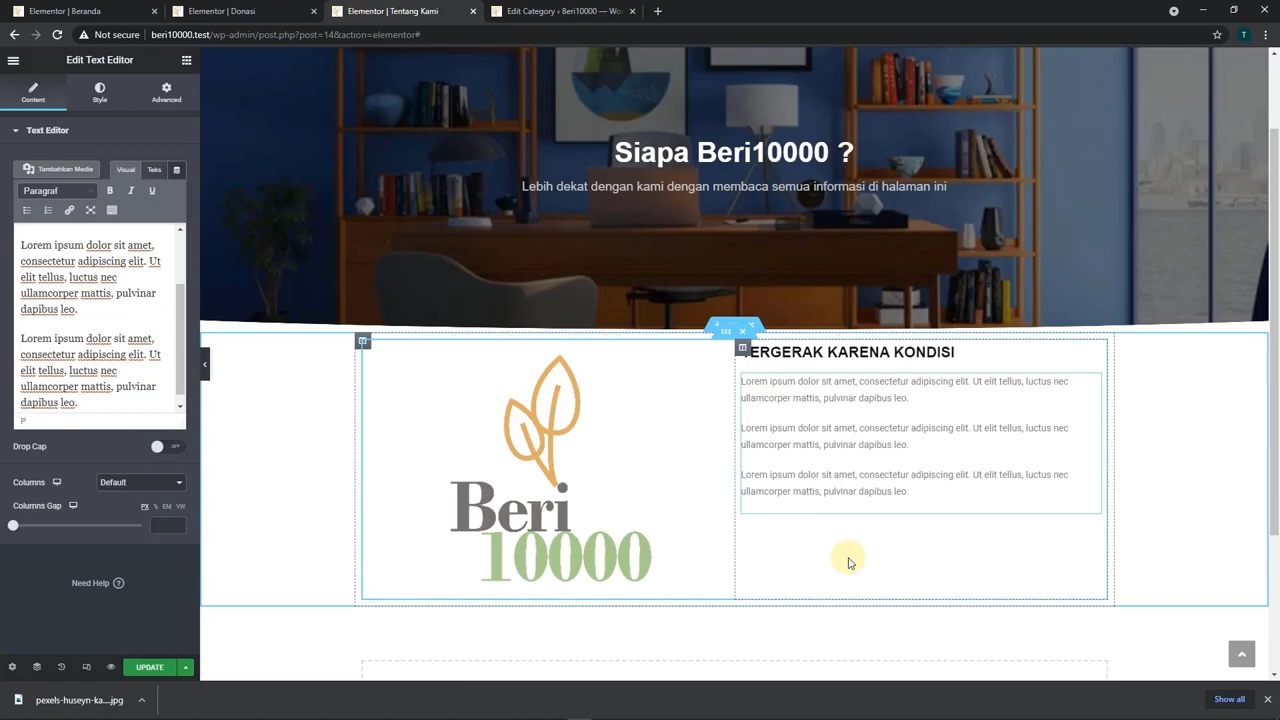 Elementor | Beranda
Elementor | Donasi
Elementor | Tentang Kami
Edit Category ‹ Beri10000 — Wo
Not secure
beri10000.test/wp-admin/post.php?post=14&action=elementor#
T
Edit Text Editor
Content
Style
Advanced
Text Editor
Tambahkan Media
Visual
Teks
Paragraf
B I U
Lorem ipsum dolor sit amet,
consectetur adipiscing elit. Ut
elit tellus, luctus nec
ullamcorper mattis, pulvinar
dapibus leo.
Lorem ipsum dolor sit amet,
consectetur adipiscing elit. Ut
elit tellus, luctus nec
ullamcorper mattis, pulvinar
dapibus leo.
P
Drop Cap
OFF
Columns
Default
Columns Gap
PX % EM VW
Need Help
UPDATE
Siapa Beri10000 ?
Lebih dekat dengan kami dengan membaca semua informasi di halaman ini
Beri
10000
TERGERAK KARENA KONDISI
Lorem ipsum dolor sit amet, consectetur adipiscing elit. Ut elit tellus, luctus nec
ullamcorper mattis, pulvinar dapibus leo.
Lorem ipsum dolor sit amet, consectetur adipiscing elit. Ut elit tellus, luctus nec
ullamcorper mattis, pulvinar dapibus leo.
Lorem ipsum dolor sit amet, consectetur adipiscing elit. Ut elit tellus, luctus nec
ullamcorper mattis, pulvinar dapibus leo.
pexels-huseyn-ka....jpg
Show all